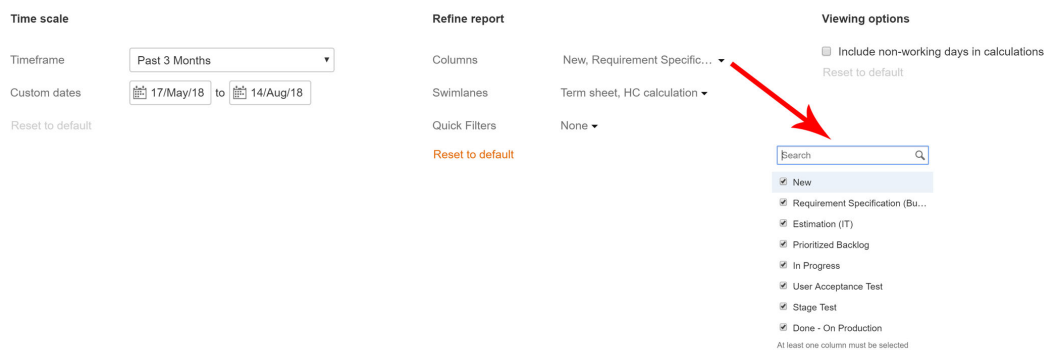 Time scale
Timeframe
Past 3 Months
Custom dates
17/May/18 to 14/Aug/18
Reset to default
Refine report
Columns
New, Requirement Specific...
Swimlanes
Term sheet, HC calculation
Quick Filters
None
Reset to default
Viewing options
Include non-working days in calculations
Reset to default
Search
New
Requirement Specification (Bu...
Estimation (IT)
Prioritized Backlog
In Progress
User Acceptance Test
Stage Test
Done - On Production
At least one column must be selected